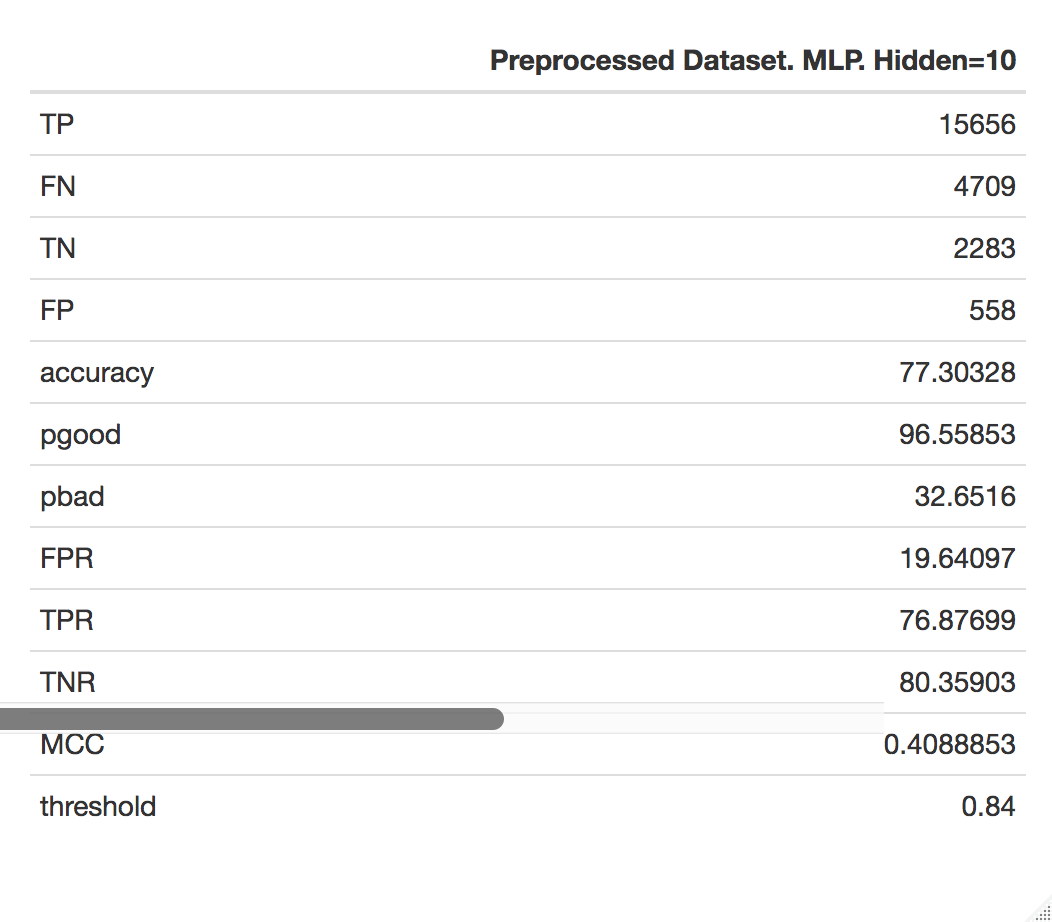 Preprocessed Dataset. MLP. Hidden=10
TP 15656
FN 4709
TN 2283
FP 558
accuracy 77.30328
pgood 96.55853
pbad 32.6516
FPR 19.64097
TPR 76.87699
TNR 80.35903
MCC 0.4088853
threshold 0.84